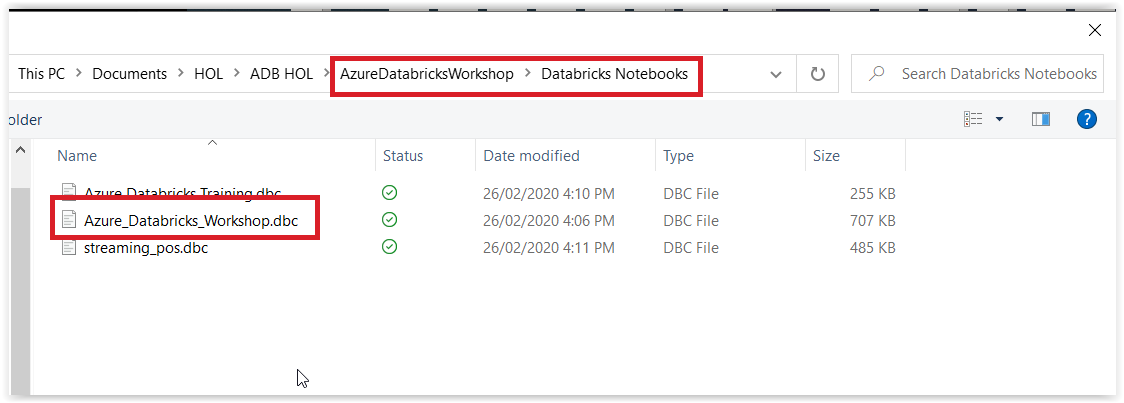 This PC > Documents > HOL > ADB HOL > AzureDatabricksWorkshop > Databricks Notebooks Search Databricks Notebooks
older ?
Name Status Date modified Type Size
Azure Databricks Training.dbc 26/02/2020 4:10 PM DBC File 255 KB
Azure_Databricks_Workshop.dbc 26/02/2020 4:06 PM DBC File 707 KB
streaming_pos.dbc 26/02/2020 4:11 PM DBC File 485 KB